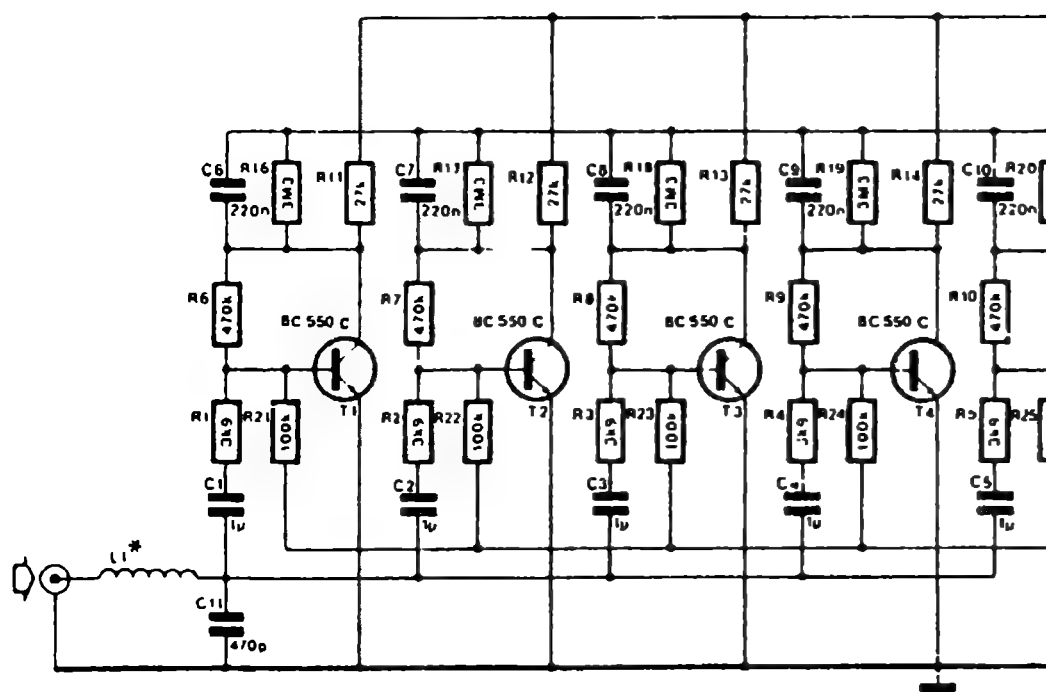 C6 R16 R11 C7 R17 R12 C8 R18 R13 C9 R19 R14 C10 R20
220n 3M3 27k 220n 3M3 27k 220n 3M3 27k 220n 3M3 27k 220n
R6 470k R7 470k R8 470k R9 470k R10 470k
BC 550 C BC 550 C BC 550 C BC 550 C
T1 T2 T3 T4
R1 R21 R2 R22 R3 R23 R4 R24 R5 R25
3k9 100k 3k9 100k 3k9 100k 3k9 100k 3k9
C1 C2 C3 C4 C5
1µ 1µ 1µ 1µ 1µ
L1*
C11
470p